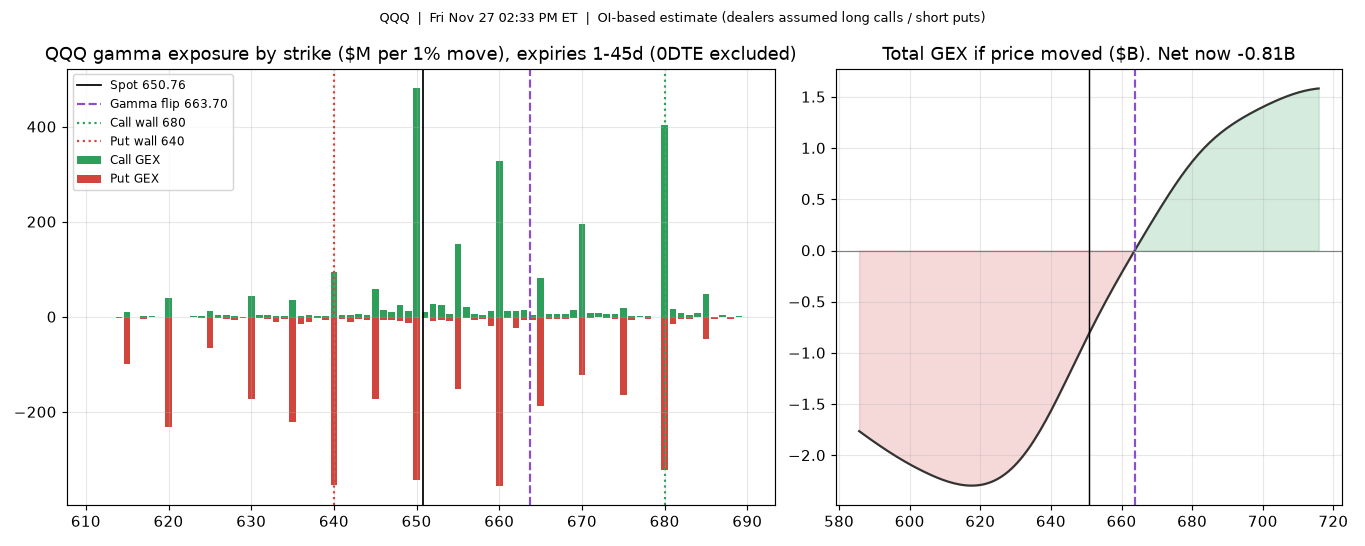 QQQ | Fri Nov 27 02:33 PM ET | OI-based estimate (dealers assumed long calls / short puts)
QQQ gamma exposure by strike ($M per 1% move), expiries 1-45d (0DTE excluded)
Spot 650.76
Gamma flip 663.70
Call wall 680
Put wall 640
Call GEX
Put GEX
400
200
0
−200
610 620 630 640 650 660 670 680 690
Total GEX if price moved ($B). Net now -0.81B
1.5
1.0
0.5
0.0
−0.5
−1.0
−1.5
−2.0
580 600 620 640 660 680 700 720